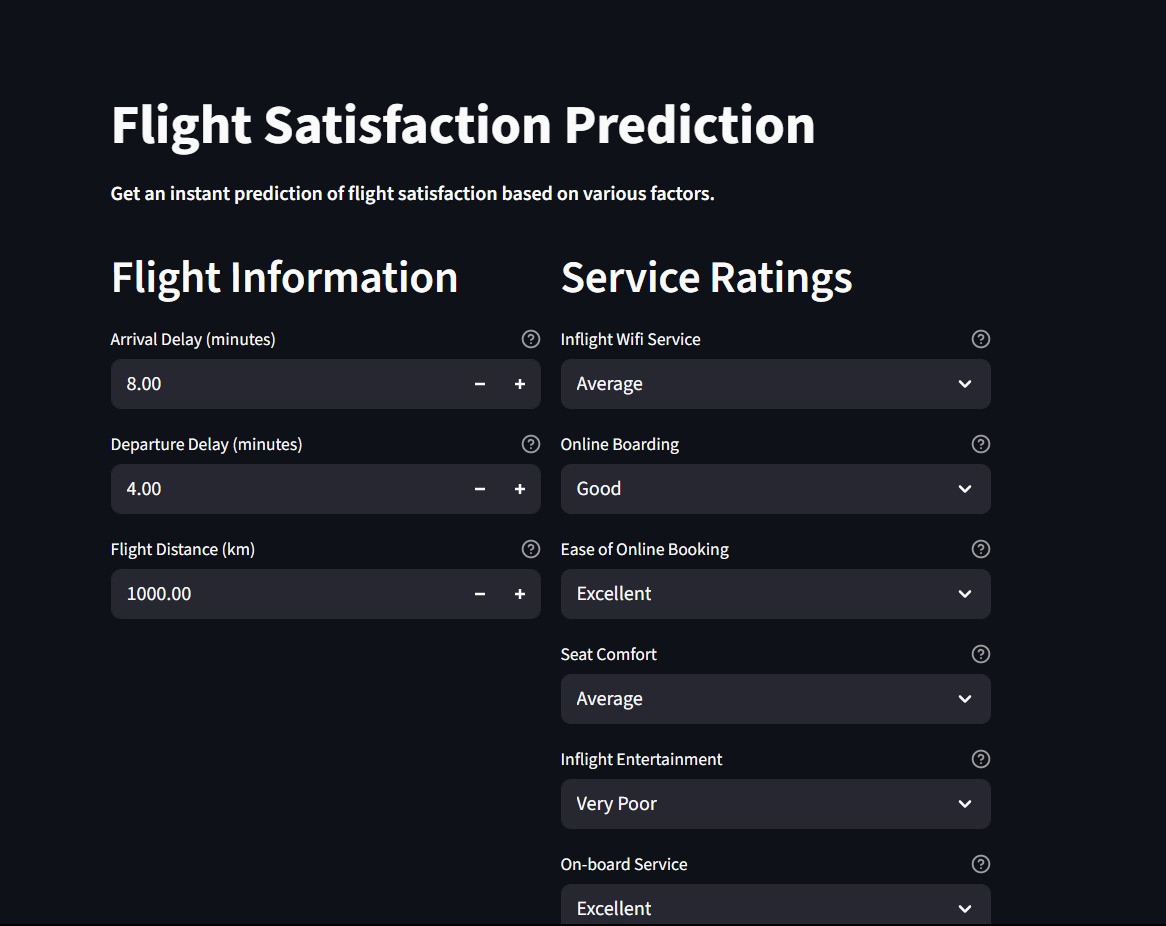 Flight Satisfaction Prediction
Get an instant prediction of flight satisfaction based on various factors.
Flight Information
Arrival Delay (minutes)
8.00
Departure Delay (minutes)
4.00
Flight Distance (km)
1000.00
Service Ratings
Inflight Wifi Service
Average
Online Boarding
Good
Ease of Online Booking
Excellent
Seat Comfort
Average
Inflight Entertainment
Very Poor
On-board Service
Excellent